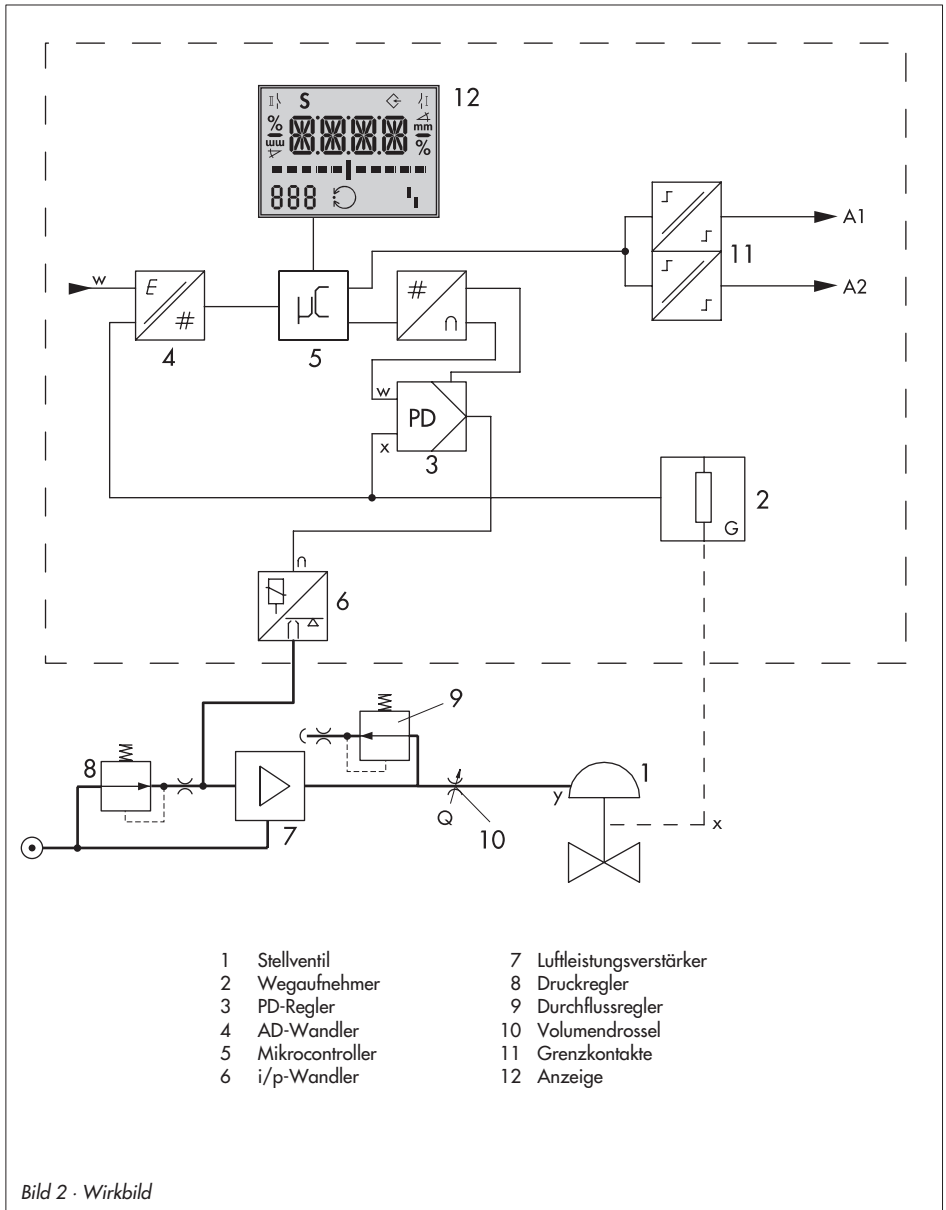 12
S
%
mm
mm
%
888
w
E
#
4
µC
5
#
∩
11
A1
A2
w
PD
x
3
2
G
∩
6
9
8
7
Q
10
y
1
x
1 Stellventil
2 Wegaufnehmer
3 PD-Regler
4 AD-Wandler
5 Mikrocontroller
6 i/p-Wandler
7 Luftleistungsverstärker
8 Druckregler
9 Durchflussregler
10 Volumendrossel
11 Grenzkontakte
12 Anzeige
Bild 2 · Wirkbild